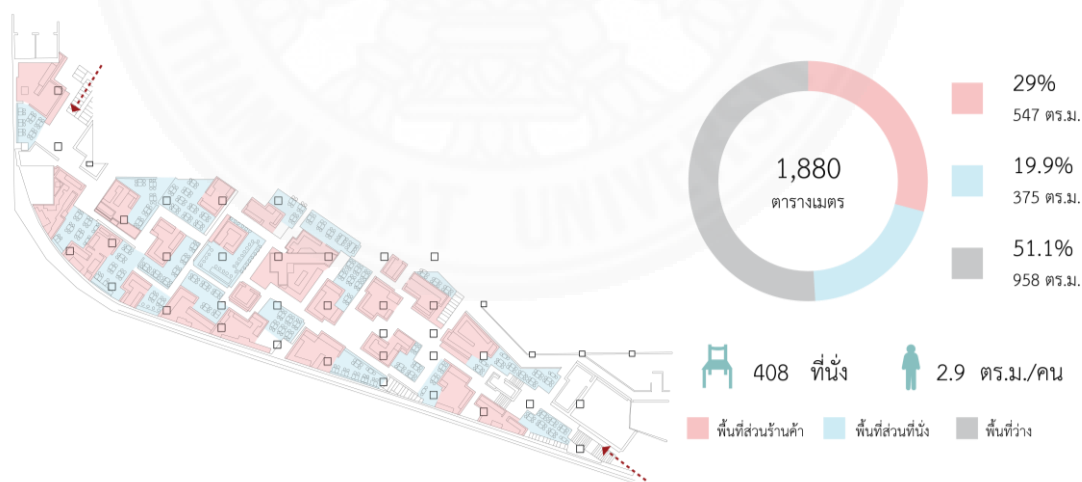 THAMMASAT UNIVERSITY
1,880
ตารางเมตร
29%
547 ตร.ม.
19.9%
375 ตร.ม.
51.1%
958 ตร.ม.
408 ที่นั่ง
2.9 ตร.ม./คน
พื้นที่ส่วนร้านค้า
พื้นที่ส่วนที่นั่ง
พื้นที่ว่าง